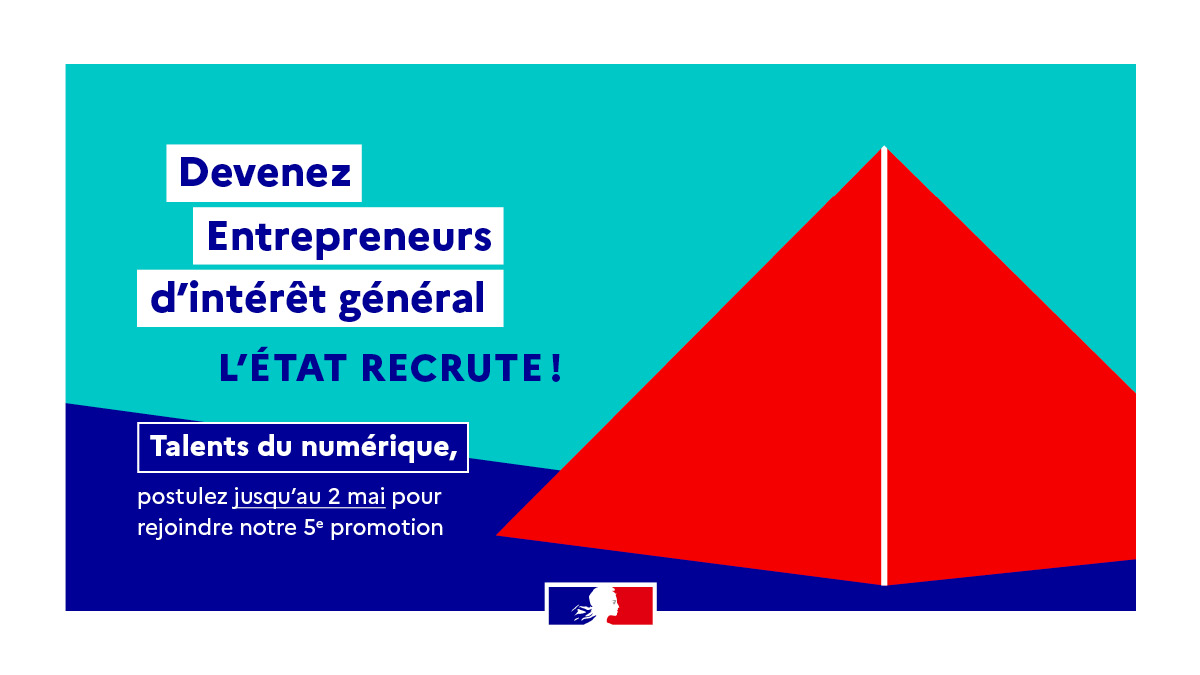 Devenez
Entrepreneurs
d’intérêt général
L’ÉTAT RECRUTE !
Talents du numérique,
postulez jusqu’au 2 mai pour
rejoindre notre 5ᵉ promotion